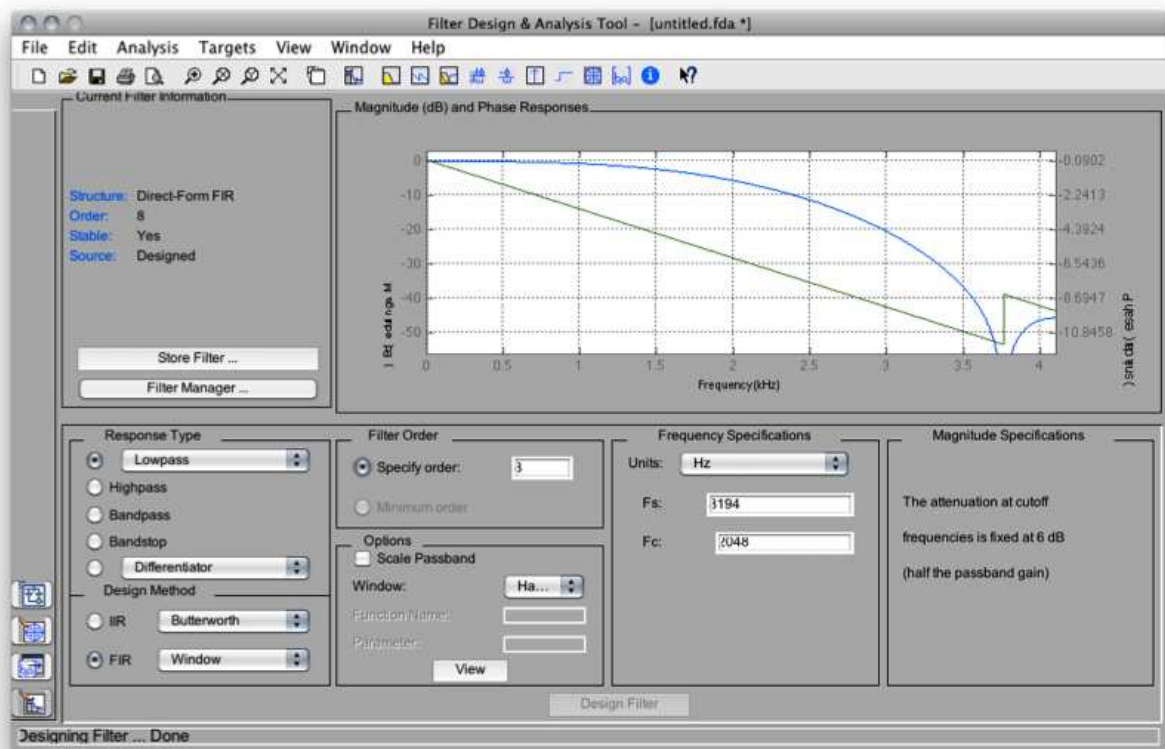 Filter Design & Analysis Tool - [untitled.fda *]
File Edit Analysis Targets View Window Help
Current Filter Information
Structure: Direct-Form FIR
Order: 8
Stable: Yes
Source: Designed
Store Filter ...
Filter Manager ...
Magnitude (dB) and Phase Responses
0
-10
-20
-30
-40
-50
-0.0902
-2.2413
-4.3924
-6.5436
-8.6947
-10.8458
0 0.5 1 1.5 2 2.5 3 3.5 4
Frequency(kHz)
Response Type
Lowpass
Highpass
Bandpass
Bandstop
Differentiator
Design Method
IIR Butterworth
FIR Window
Filter Order
Specify order:
Minimum order
Options
Scale Passband
Window: Ha...
Function Name:
Parameter:
View
Frequency Specifications
Units: Hz
Fs:
Fc: 2048
Magnitude Specifications
The attenuation at cutoff
frequencies is fixed at 6 dB
(half the passband gain)
Design Filter
Designing Filter ... Done